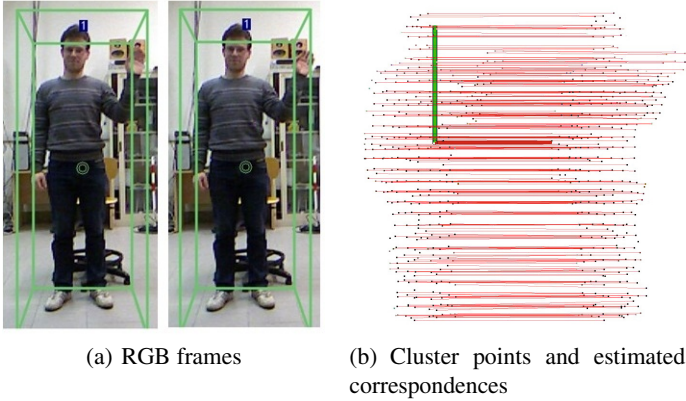 1
1
(a) RGB frames
(b) Cluster points and estimated
correspondences